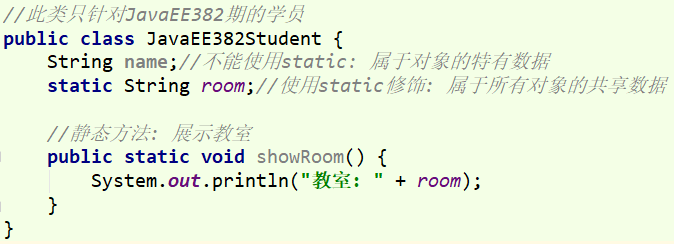 //此类只针对JavaEE382期的学员
public class JavaEE382Student {
    String name;//不能使用static：属于对象的特有数据
    static String room;//使用static修饰：属于所有对象的共享数据
    //静态方法：展示教室
    public static void showRoom() {
        System.out.println("教室：" + room);
    }
}